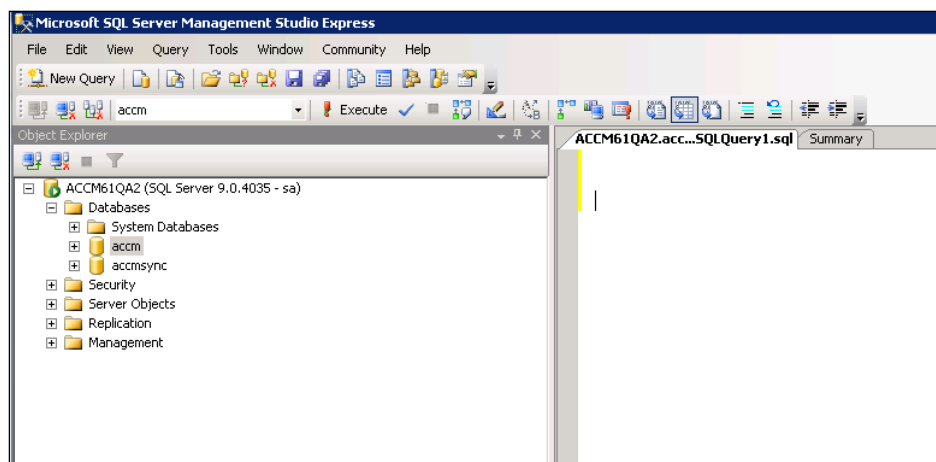 Microsoft SQL Server Management Studio Express
File Edit View Query Tools Window Community Help
New Query
accm Execute
Object Explorer
ACCM61QA2.acc...SQLQuery1.sql Summary
ACCM61QA2 (SQL Server 9.0.4035 - sa)
Databases
System Databases
accm
accmsync
Security
Server Objects
Replication
Management